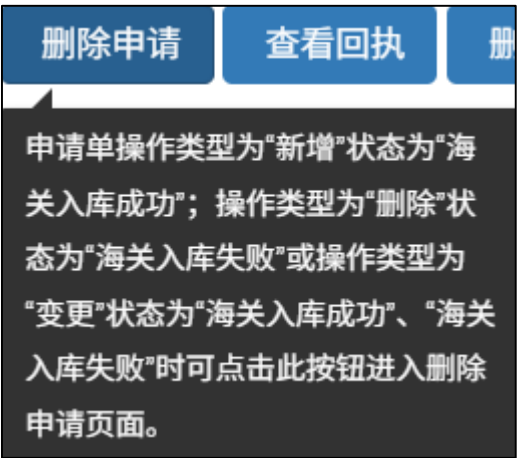 删除申请 查看回执
申请单操作类型为“新增”状态为“海
关入库成功”；操作类型为“删除”状
态为“海关入库失败”或操作类型为
“变更”状态为“海关入库成功”、“海关
入库失败”时可点击此按钮进入删除
申请页面。